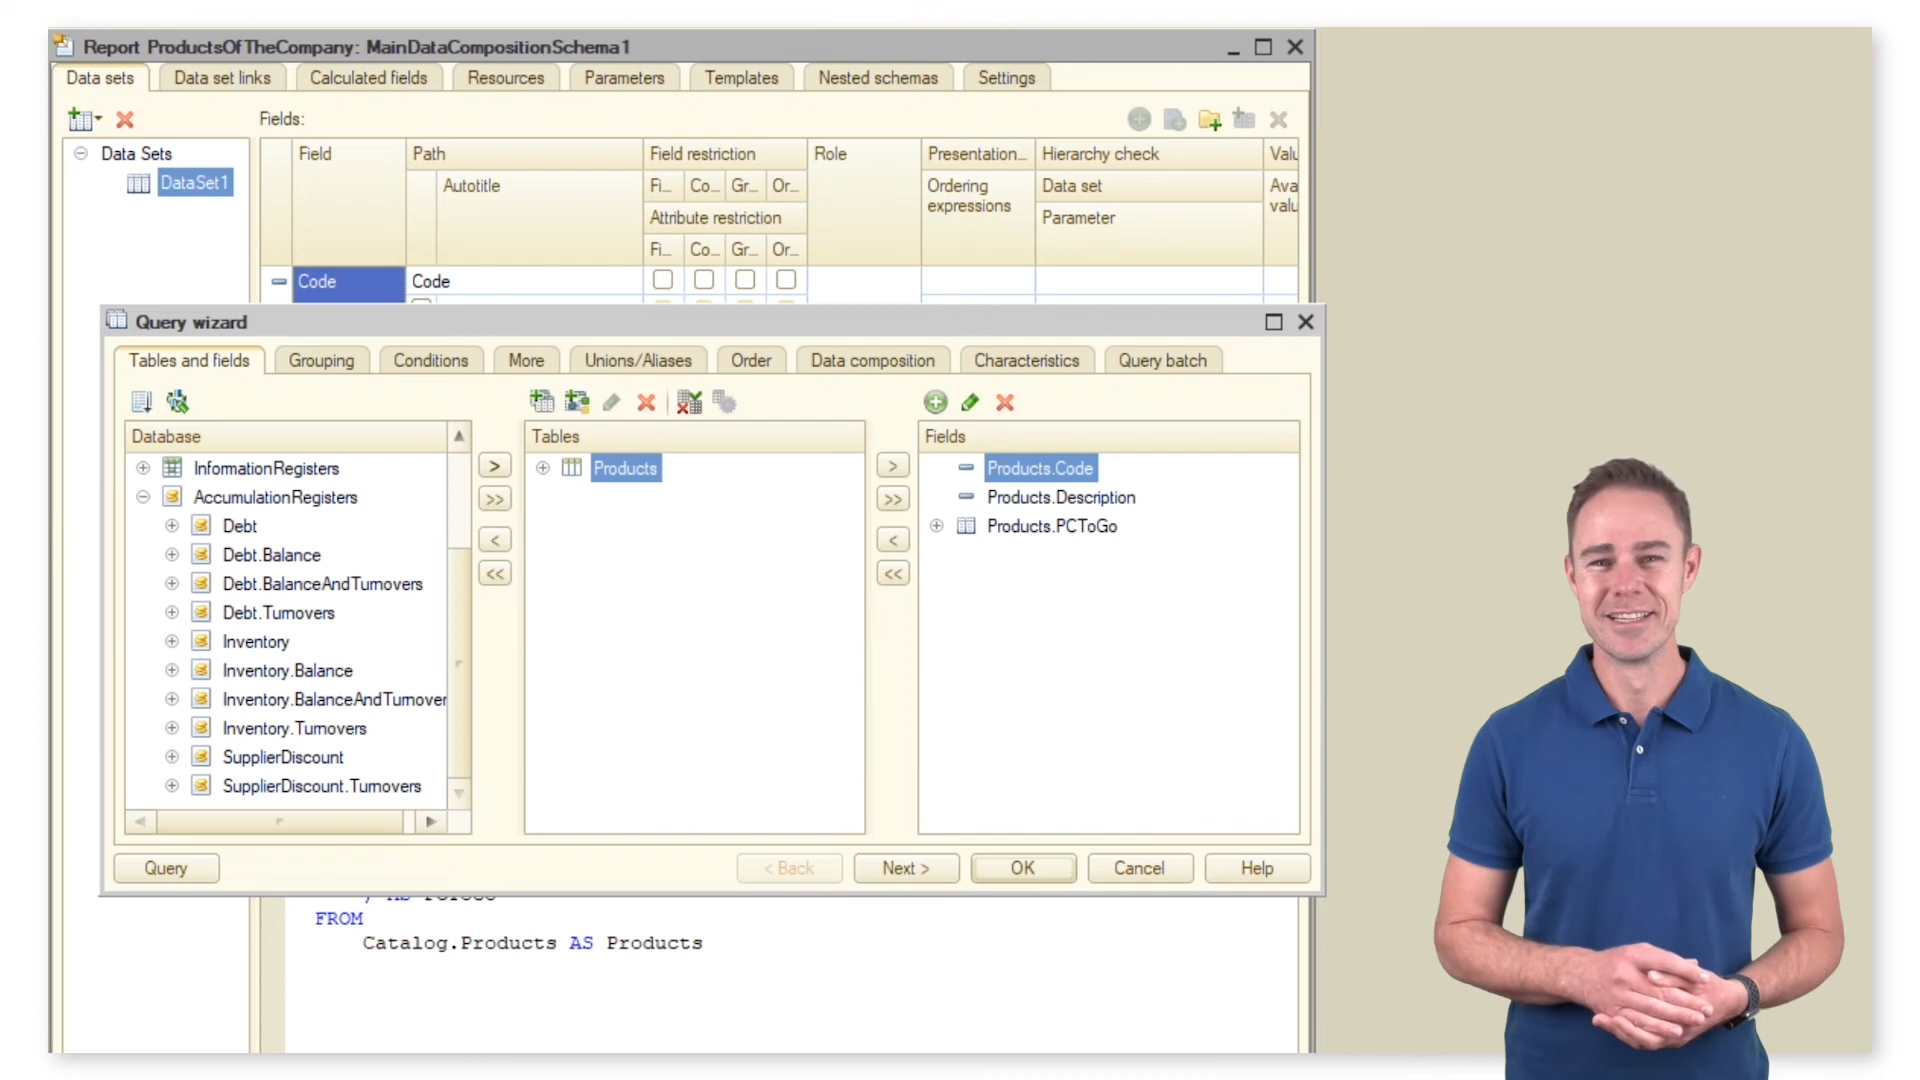 Report ProductsOfTheCompany: MainDataCompositionSchema1
Data sets Data set links Calculated fields Resources Parameters Templates Nested schemas Settings
Fields:
Data Sets
DataSet1
Field Path Field restriction Role Presentation... Hierarchy check Valu
Autotitle Fi... Co... Gr... Or... Ordering expressions Data set Ava valu
Attribute restriction Parameter
Fi... Co... Gr... Or...
Code Code
Query wizard
Tables and fields Grouping Conditions More Unions/Aliases Order Data composition Characteristics Query batch
Database Tables Fields
InformationRegisters > Products > Products.Code
AccumulationRegisters >> >> Products.Description
Debt Products.PCToGo
Debt.Balance < <
Debt.BalanceAndTurnovers << <<
Debt.Turnovers
Inventory
Inventory.Balance
Inventory.BalanceAndTurnover
Inventory.Turnovers
SupplierDiscount
SupplierDiscount.Turnovers
Query < Back Next > OK Cancel Help
FROM
Catalog.Products AS Products